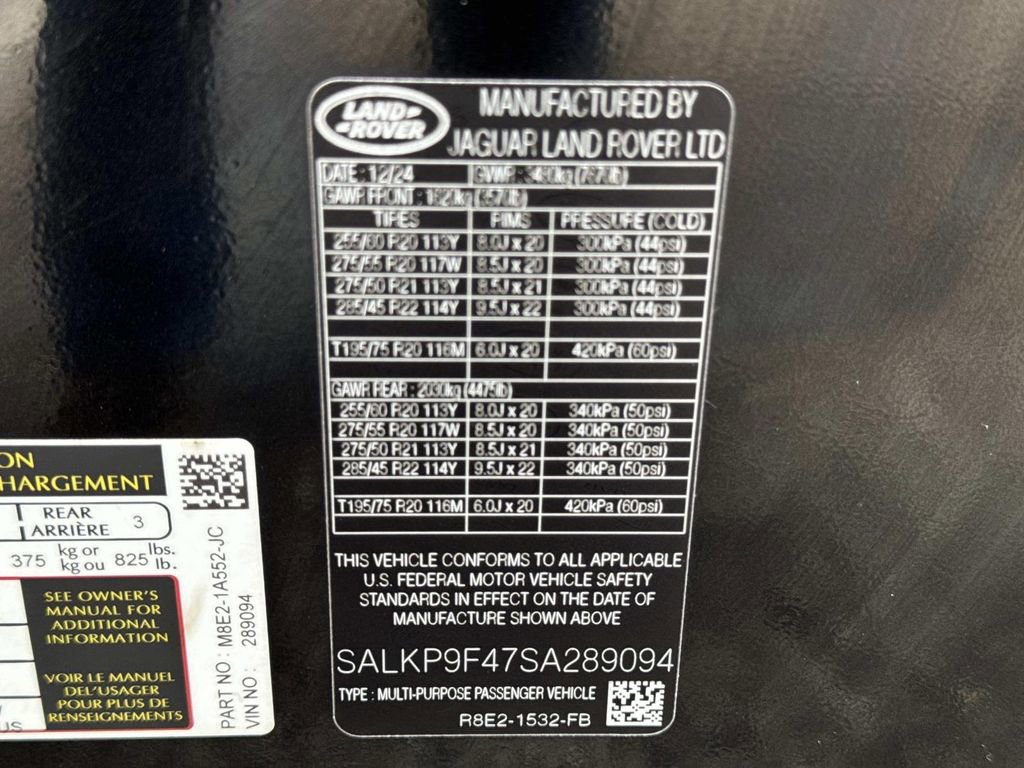 LAND
ROVER
MANUFACTURED BY
JAGUAR LAND ROVER LTD
DATE : 12/24 GVWR :
GAWR FRONT :
TIRES RIMS PRESSURE (COLD)
255/60 R20 113Y 8.0J x 20 300kPa (44psi)
275/55 R20 117W 8.5J x 20 300kPa (44psi)
275/50 R21 113Y 8.5J x 21 300kPa (44psi)
285/45 R22 114Y 9.5J x 22 300kPa (44psi)
T195/75 R20 116M 6.0J x 20 420kPa (60psi)
GAWR REAR : 2030kg (4475lb)
255/60 R20 113Y 8.0J x 20 340kPa (50psi)
275/55 R20 117W 8.5J x 20 340kPa (50psi)
275/50 R21 113Y 8.5J x 21 340kPa (50psi)
285/45 R22 114Y 9.5J x 22 340kPa (50psi)
T195/75 R20 116M 6.0J x 20 420kPa (60psi)
THIS VEHICLE CONFORMS TO ALL APPLICABLE
U.S. FEDERAL MOTOR VEHICLE SAFETY
STANDARDS IN EFFECT ON THE DATE OF
MANUFACTURE SHOWN ABOVE
SALKP9F47SA289094
TYPE : MULTI-PURPOSE PASSENGER VEHICLE
R8E2-1532-FB
ON
HARGEMENT
REAR
ARRIÈRE 3
375 kg or 825 lbs.
kg ou lb.
SEE OWNER'S
MANUAL FOR
ADDITIONAL
INFORMATION
VOIR LE MANUEL
DEL'USAGER
POUR PLUS DE
RENSEIGNEMENTS
US
PART NO : M8E2-1A552-JC
VIN NO : 289094